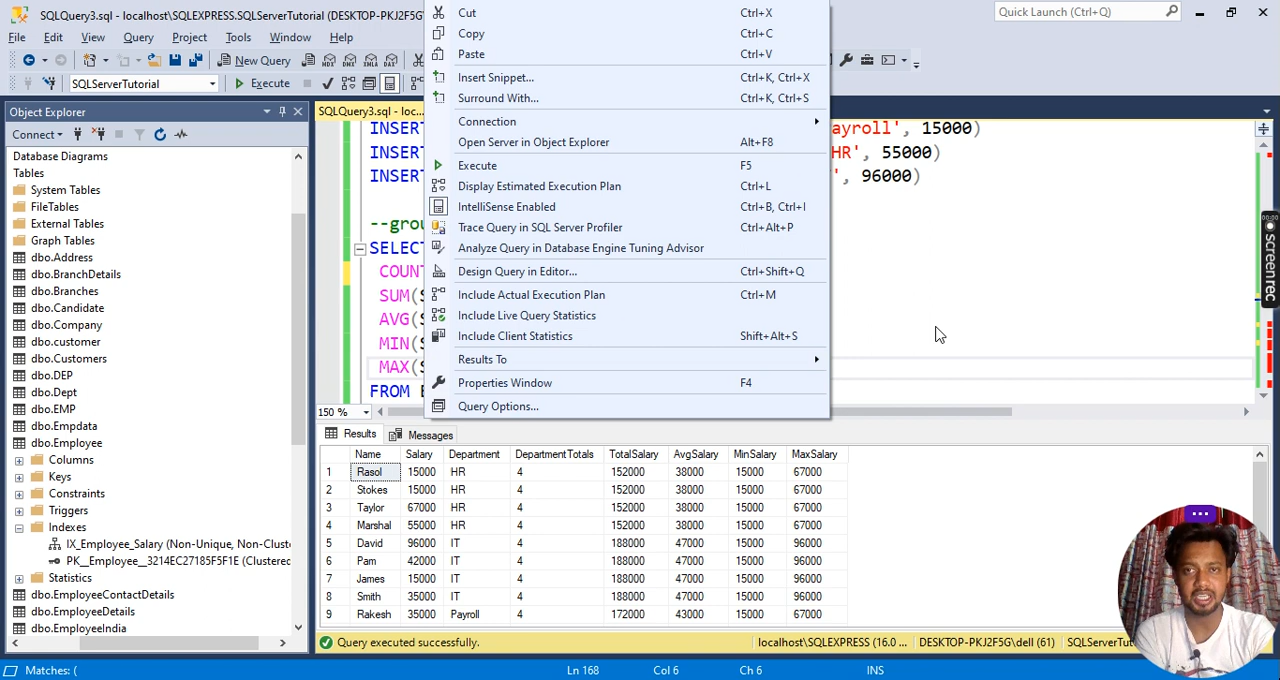 SQLQuery3.sql - localhost\SQLEXPRESS.SQLServerTutorial (DESKTOP-PKJ2F5G\
Quick Launch (Ctrl+Q)
File Edit View Query Project Tools Window Help
New Query
MDX DMX XMLA DAX
SQLServerTutorial Execute
Object Explorer
Connect
Database Diagrams
Tables
System Tables
FileTables
External Tables
Graph Tables
dbo.Address
dbo.BranchDetails
dbo.Branches
dbo.Candidate
dbo.Company
dbo.customer
dbo.Customers
dbo.DEP
dbo.Dept
dbo.EMP
dbo.Empdata
dbo.Employee
Columns
Keys
Constraints
Triggers
Indexes
IX_Employee_Salary (Non-Unique, Non-Cluste
PK__Employee__3214EC27185F5F1E (Clustered
Statistics
dbo.EmployeeContactDetails
dbo.EmployeeDetails
dbo.EmployeeIndia
SQLQuery3.sql - loc...
INSERT
INSERT
INSERT
ayroll', 15000)
HR', 55000)
', 96000)
--grou
SELECT
COUN
SUM(S
AVG(S
MIN(S
MAX(S
FROM E
150 %
Cut Ctrl+X
Copy Ctrl+C
Paste Ctrl+V
Insert Snippet... Ctrl+K, Ctrl+X
Surround With... Ctrl+K, Ctrl+S
Connection
Open Server in Object Explorer Alt+F8
Execute F5
Display Estimated Execution Plan Ctrl+L
IntelliSense Enabled Ctrl+B, Ctrl+I
Trace Query in SQL Server Profiler Ctrl+Alt+P
Analyze Query in Database Engine Tuning Advisor
Design Query in Editor... Ctrl+Shift+Q
Include Actual Execution Plan Ctrl+M
Include Live Query Statistics
Include Client Statistics Shift+Alt+S
Results To
Properties Window F4
Query Options...
Results Messages
Name Salary Department DepartmentTotals TotalSalary AvgSalary MinSalary MaxSalary
1 Rasol 15000 HR 4 152000 38000 15000 67000
2 Stokes 15000 HR 4 152000 38000 15000 67000
3 Taylor 67000 HR 4 152000 38000 15000 67000
4 Marshal 55000 HR 4 152000 38000 15000 67000
5 David 96000 IT 4 188000 47000 15000 96000
6 Pam 42000 IT 4 188000 47000 15000 96000
7 James 15000 IT 4 188000 47000 15000 96000
8 Smith 35000 IT 4 188000 47000 15000 96000
9 Rakesh 35000 Payroll 4 172000 43000 15000 67000
Query executed successfully.
localhost\SQLEXPRESS (16.0 ... DESKTOP-PKJ2F5G\dell (61) SQLServerTut
Matches: ( Ln 168 Col 6 Ch 6 INS
00:00
screen rec